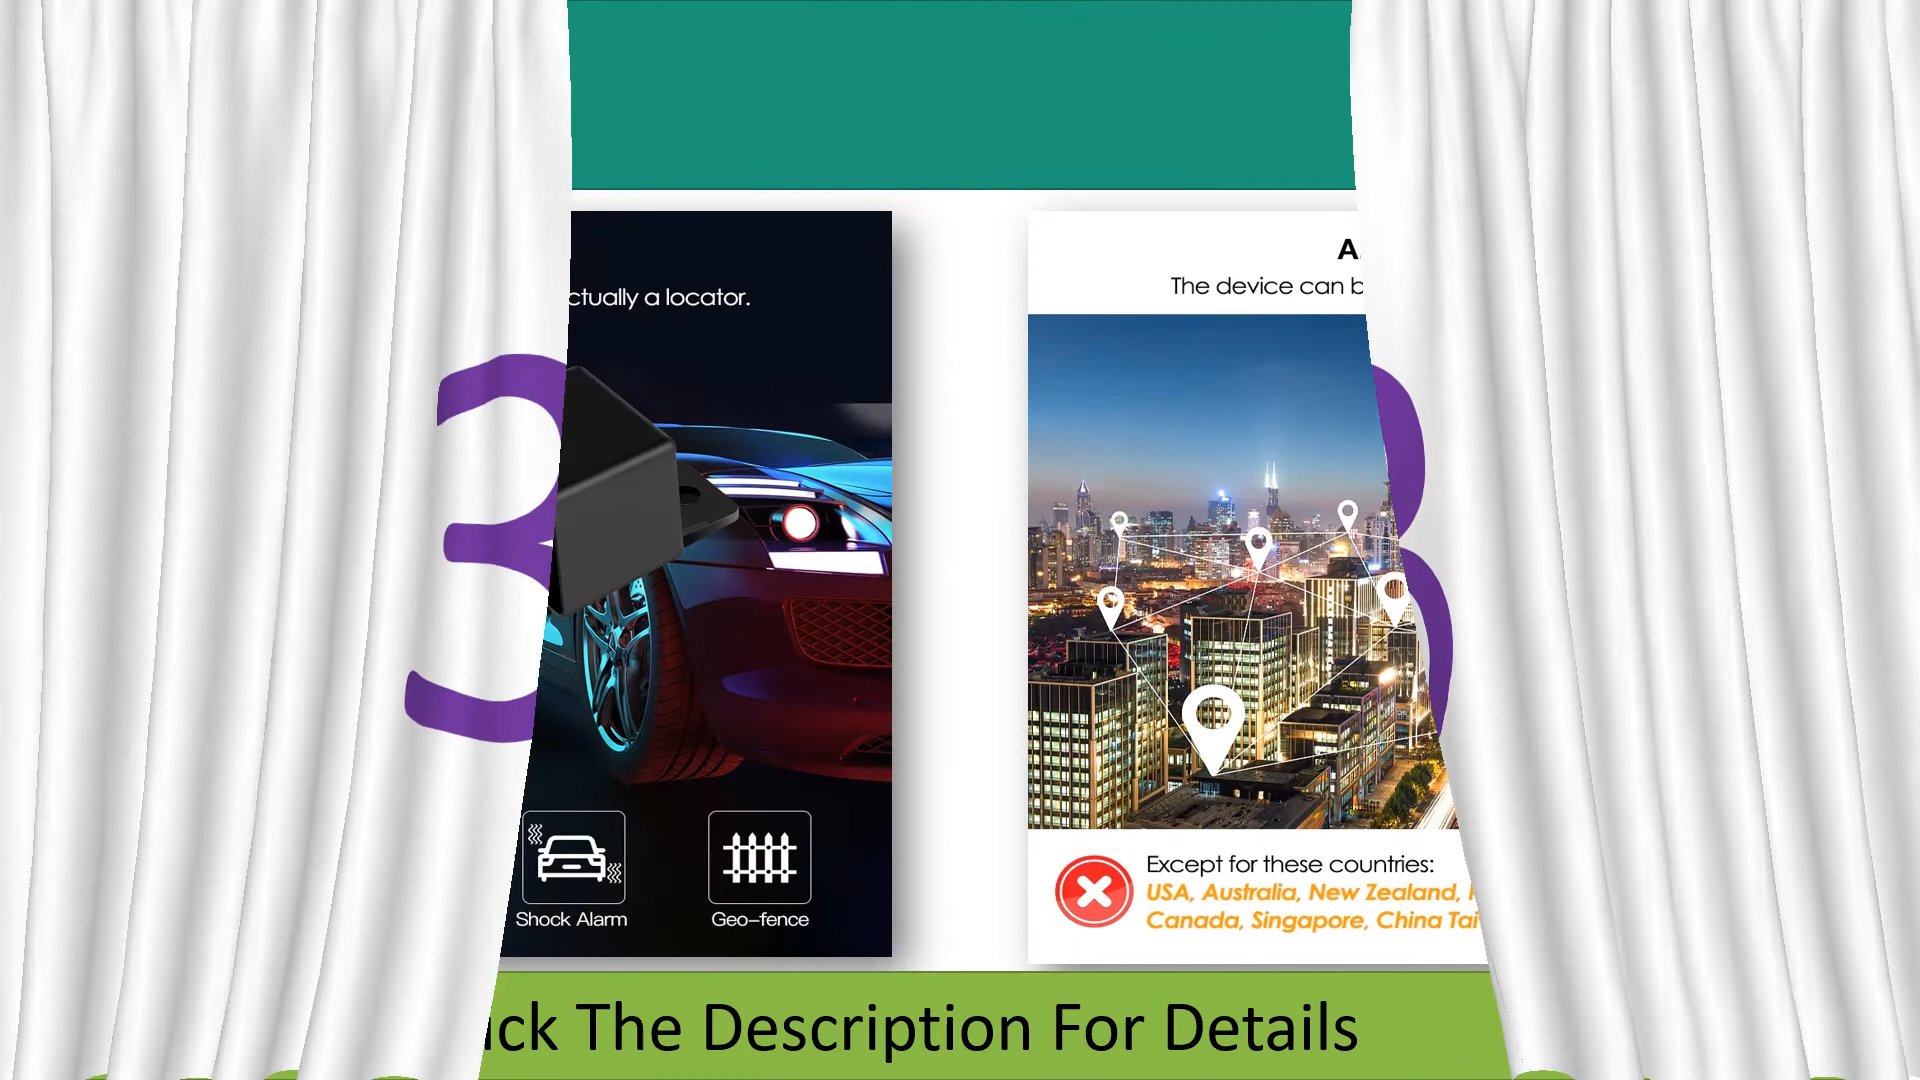 ctually a locator.
The device can b
3
Shock Alarm
Geo-fence
Except for these countries:
USA, Australia, New Zealand,
Canada, Singapore, China Tai
ck The Description For Details